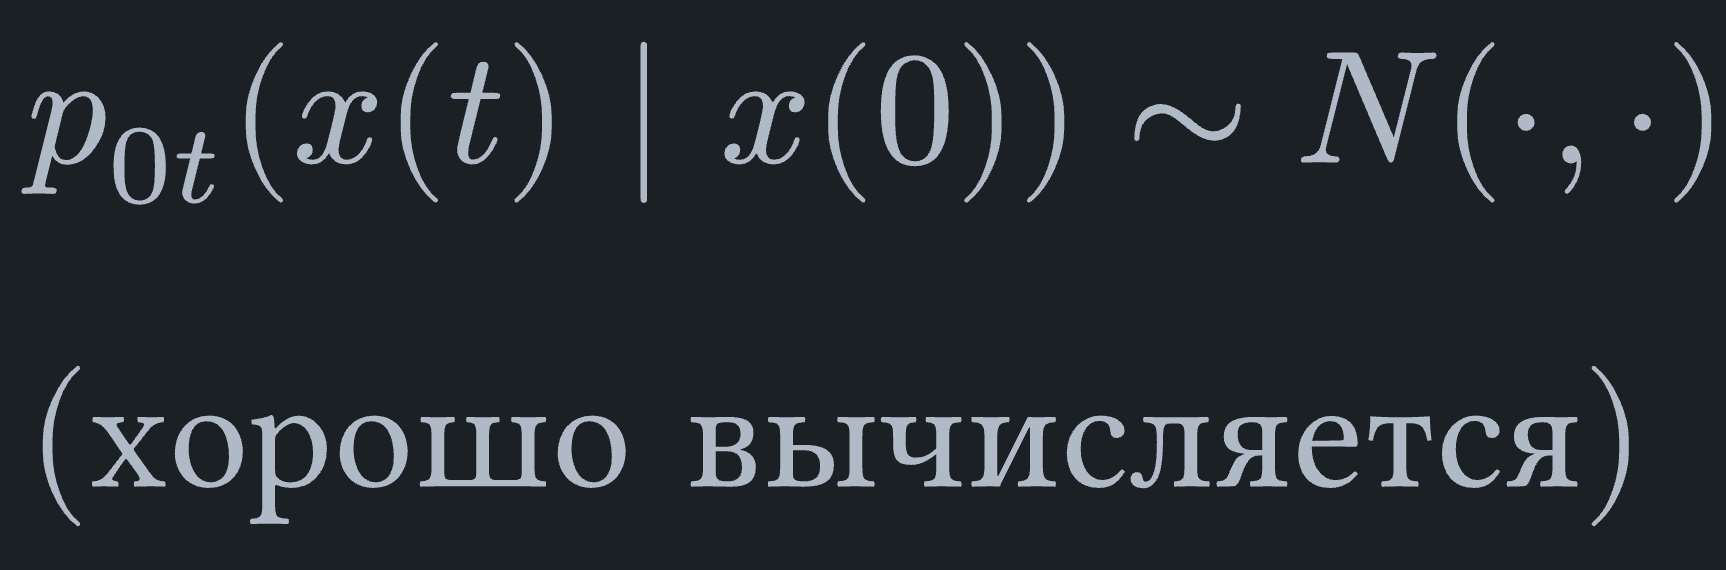 p_{0t}(x(t) | x(0)) ∼ N(·, ·)
(хорошо вычисляется)